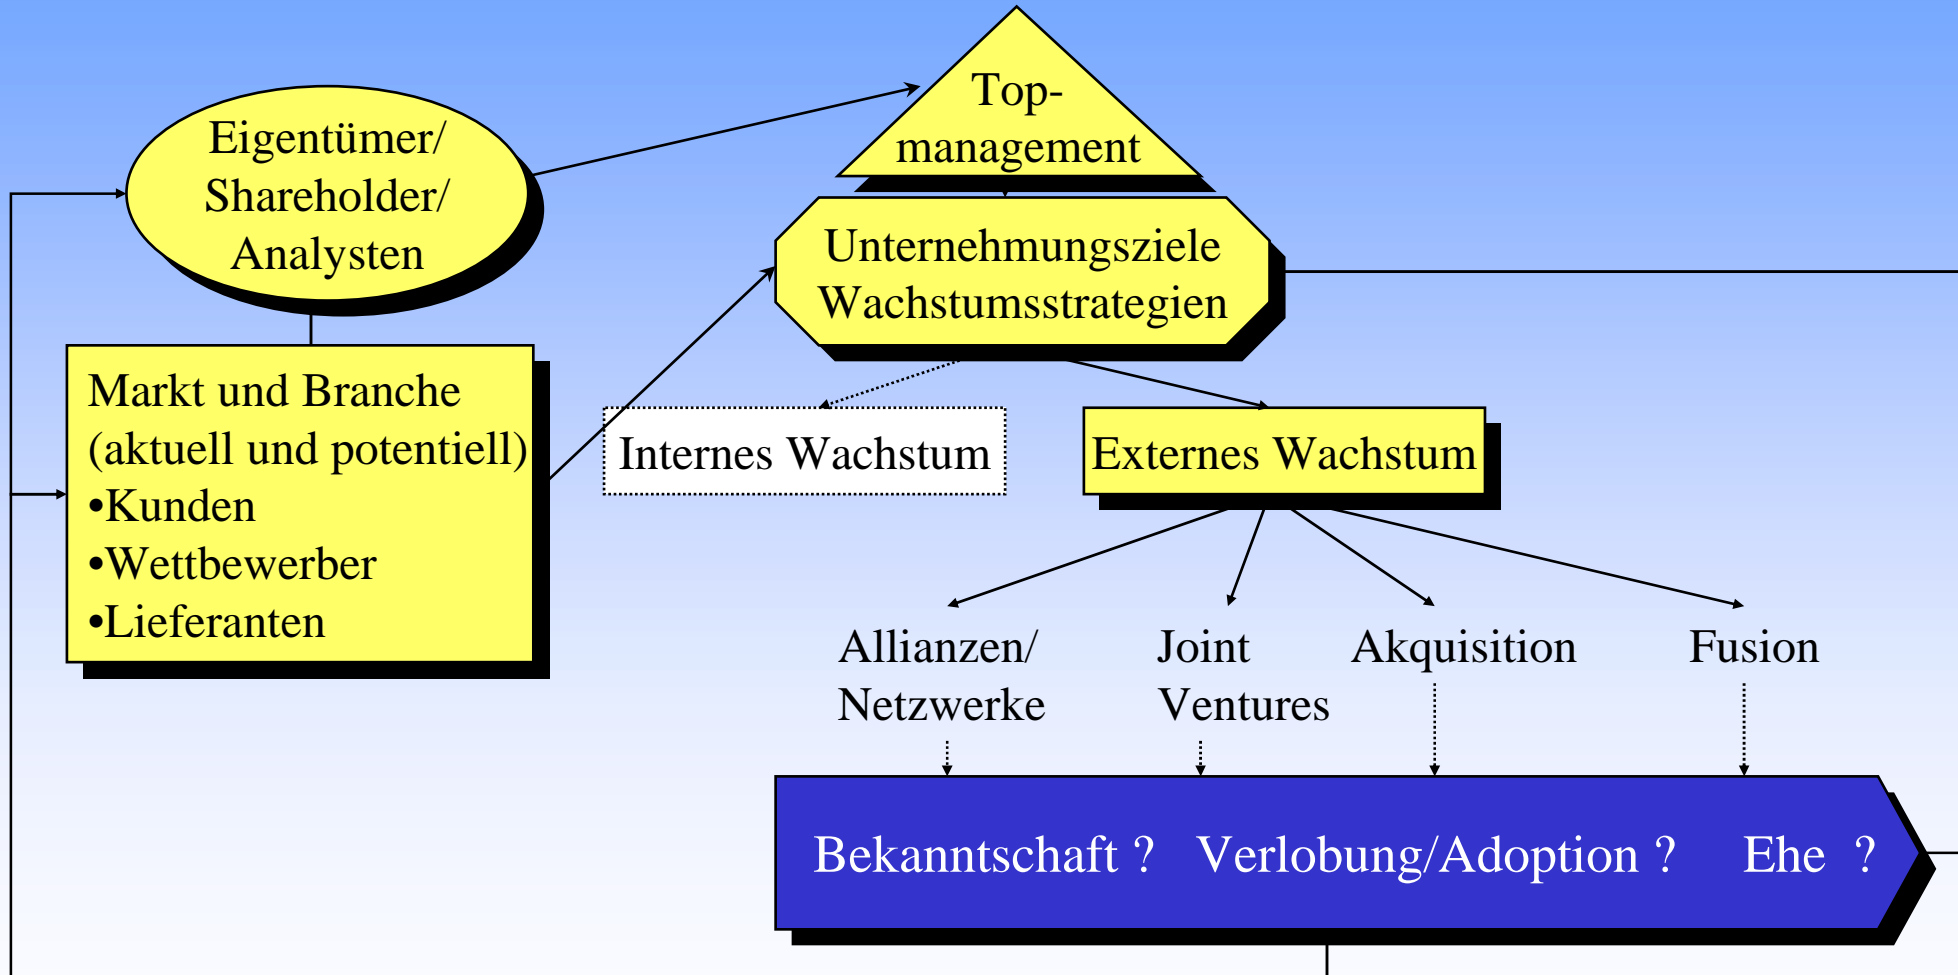 Top-
management
Eigentümer/
Shareholder/
Analysten
Unternehmungsziele
Wachstumsstrategien
Markt und Branche
(aktuell und potentiell)
•Kunden
•Wettbewerber
•Lieferanten
Internes Wachstum
Externes Wachstum
Allianzen/
Netzwerke
Joint
Ventures
Akquisition
Fusion
Bekanntschaft ? Verlobung/Adoption ? Ehe ?